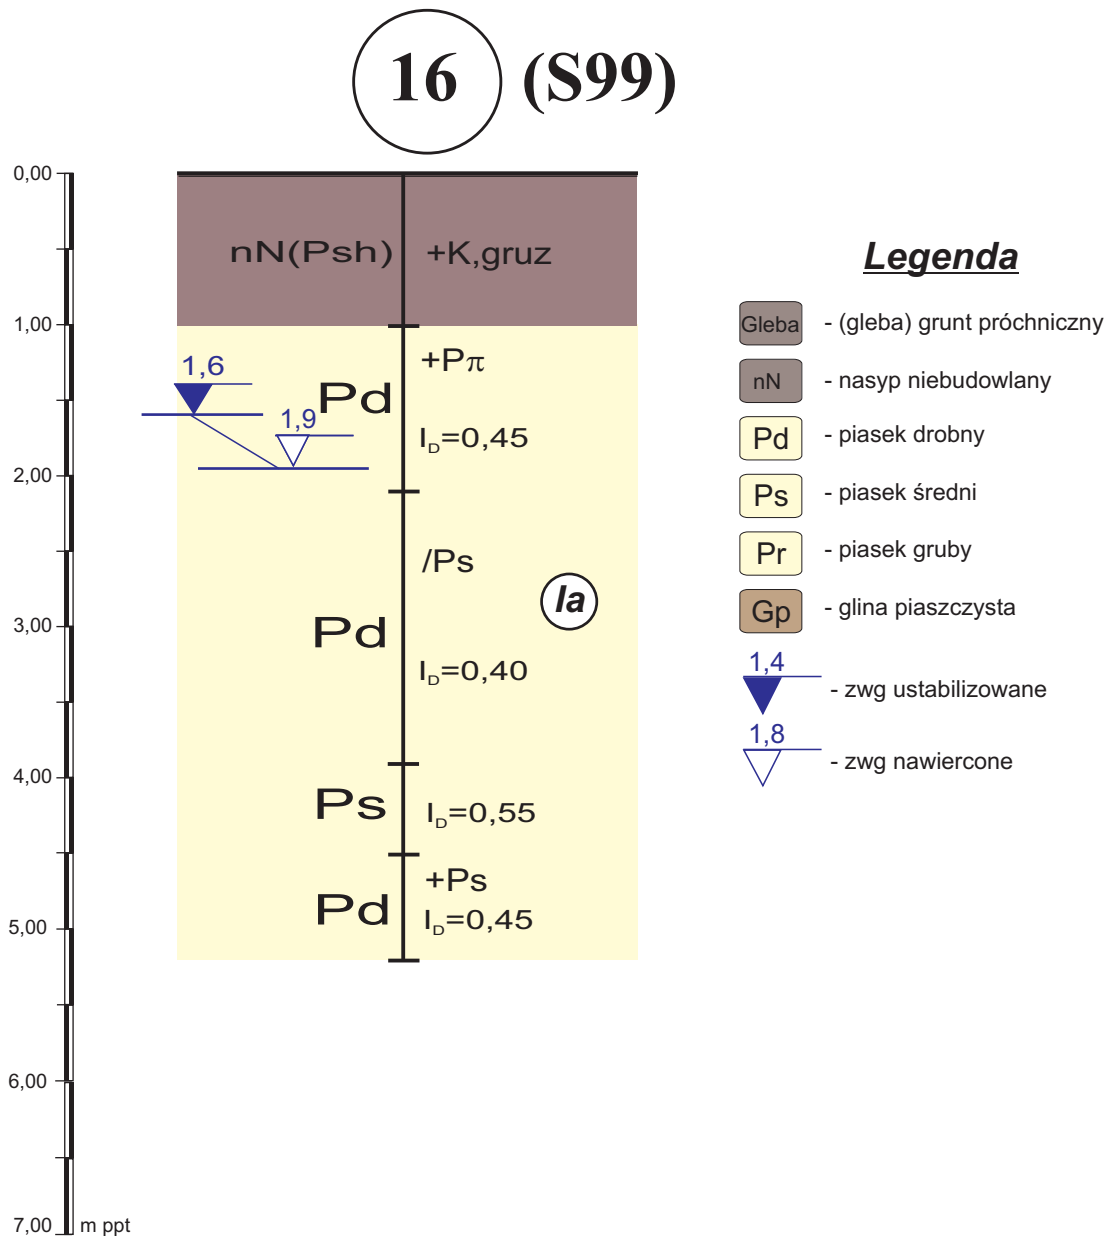 16 (S99)
0,00
nN(Psh) +K,gruz
1,00
+Pπ
1,6
Pd
1,9
I_D=0,45
2,00
/Ps
Ia
3,00
Pd
I_D=0,40
4,00
Ps I_D=0,55
+Ps
Pd I_D=0,45
5,00
6,00
7,00 m ppt
Legenda
Gleba - (gleba) grunt próchniczny
nN - nasyp niebudowlany
Pd - piasek drobny
Ps - piasek średni
Pr - piasek gruby
Gp - glina piaszczysta
1,4
- zwg ustabilizowane
1,8
- zwg nawiercone